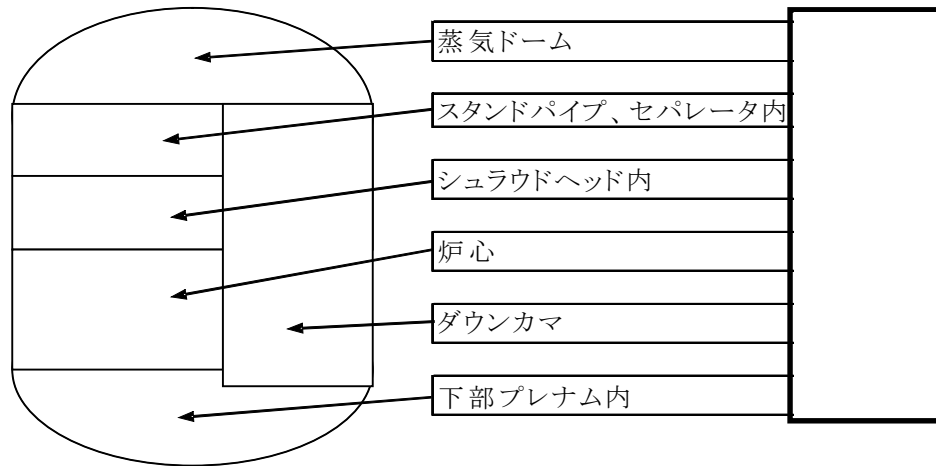 蒸気ドーム
スタンドパイプ、セパレータ内
シュラウドヘッド内
炉心
ダウンカマ
下部プレナム内